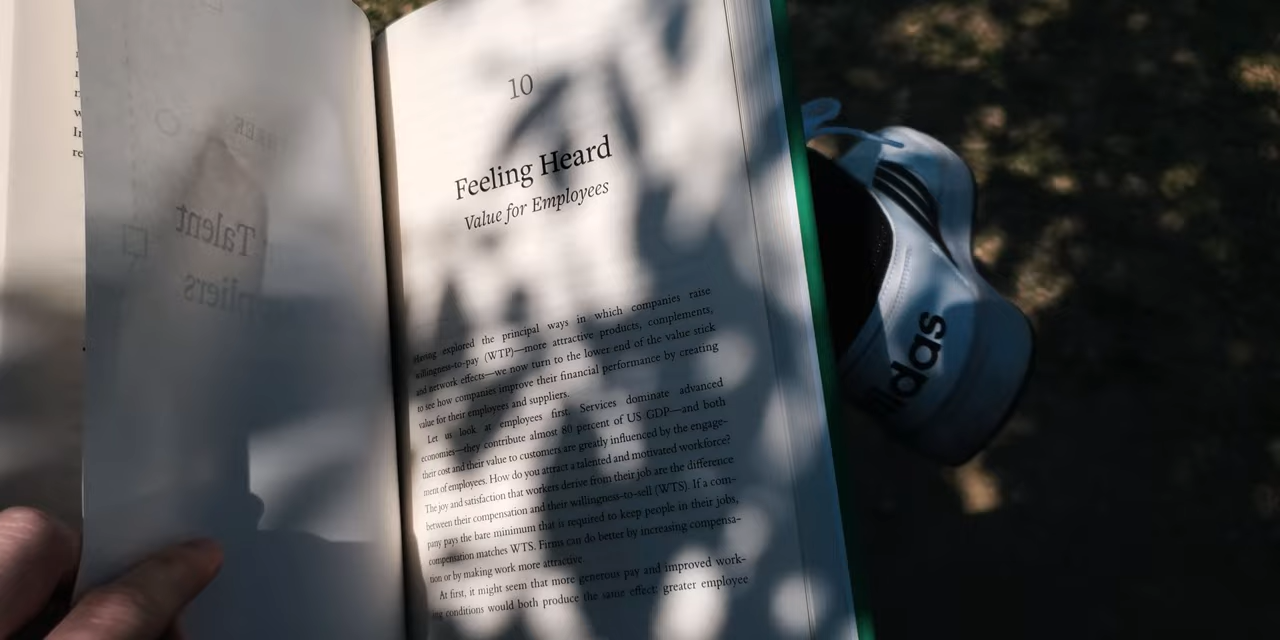 10
Feeling Heard
Value for Employees
Having explored the principal ways in which companies raise
willingness-to-pay (WTP)—more attractive products, complements,
and network effects—we now turn to the lower end of the value stick
to see how companies improve their financial performance by creating
value for their employees and suppliers.
Let us look at employees first. Services dominate advanced
economies—they contribute almost 80 percent of US GDP—and both
their cost and their value to customers are greatly influenced by the engage-
ment of employees. How do you attract a talented and motivated workforce?
The joy and satisfaction that workers derive from their job are the difference
between their compensation and their willingness-to-sell (WTS). If a com-
pany pays the bare minimum that is required to keep people in their jobs,
compensation matches WTS. Firms can do better by increasing compensa-
tion or by making work more attractive.
At first, it might seem that more generous pay and improved work-
ing conditions would both produce the same effect: greater employee
Talent
adidas